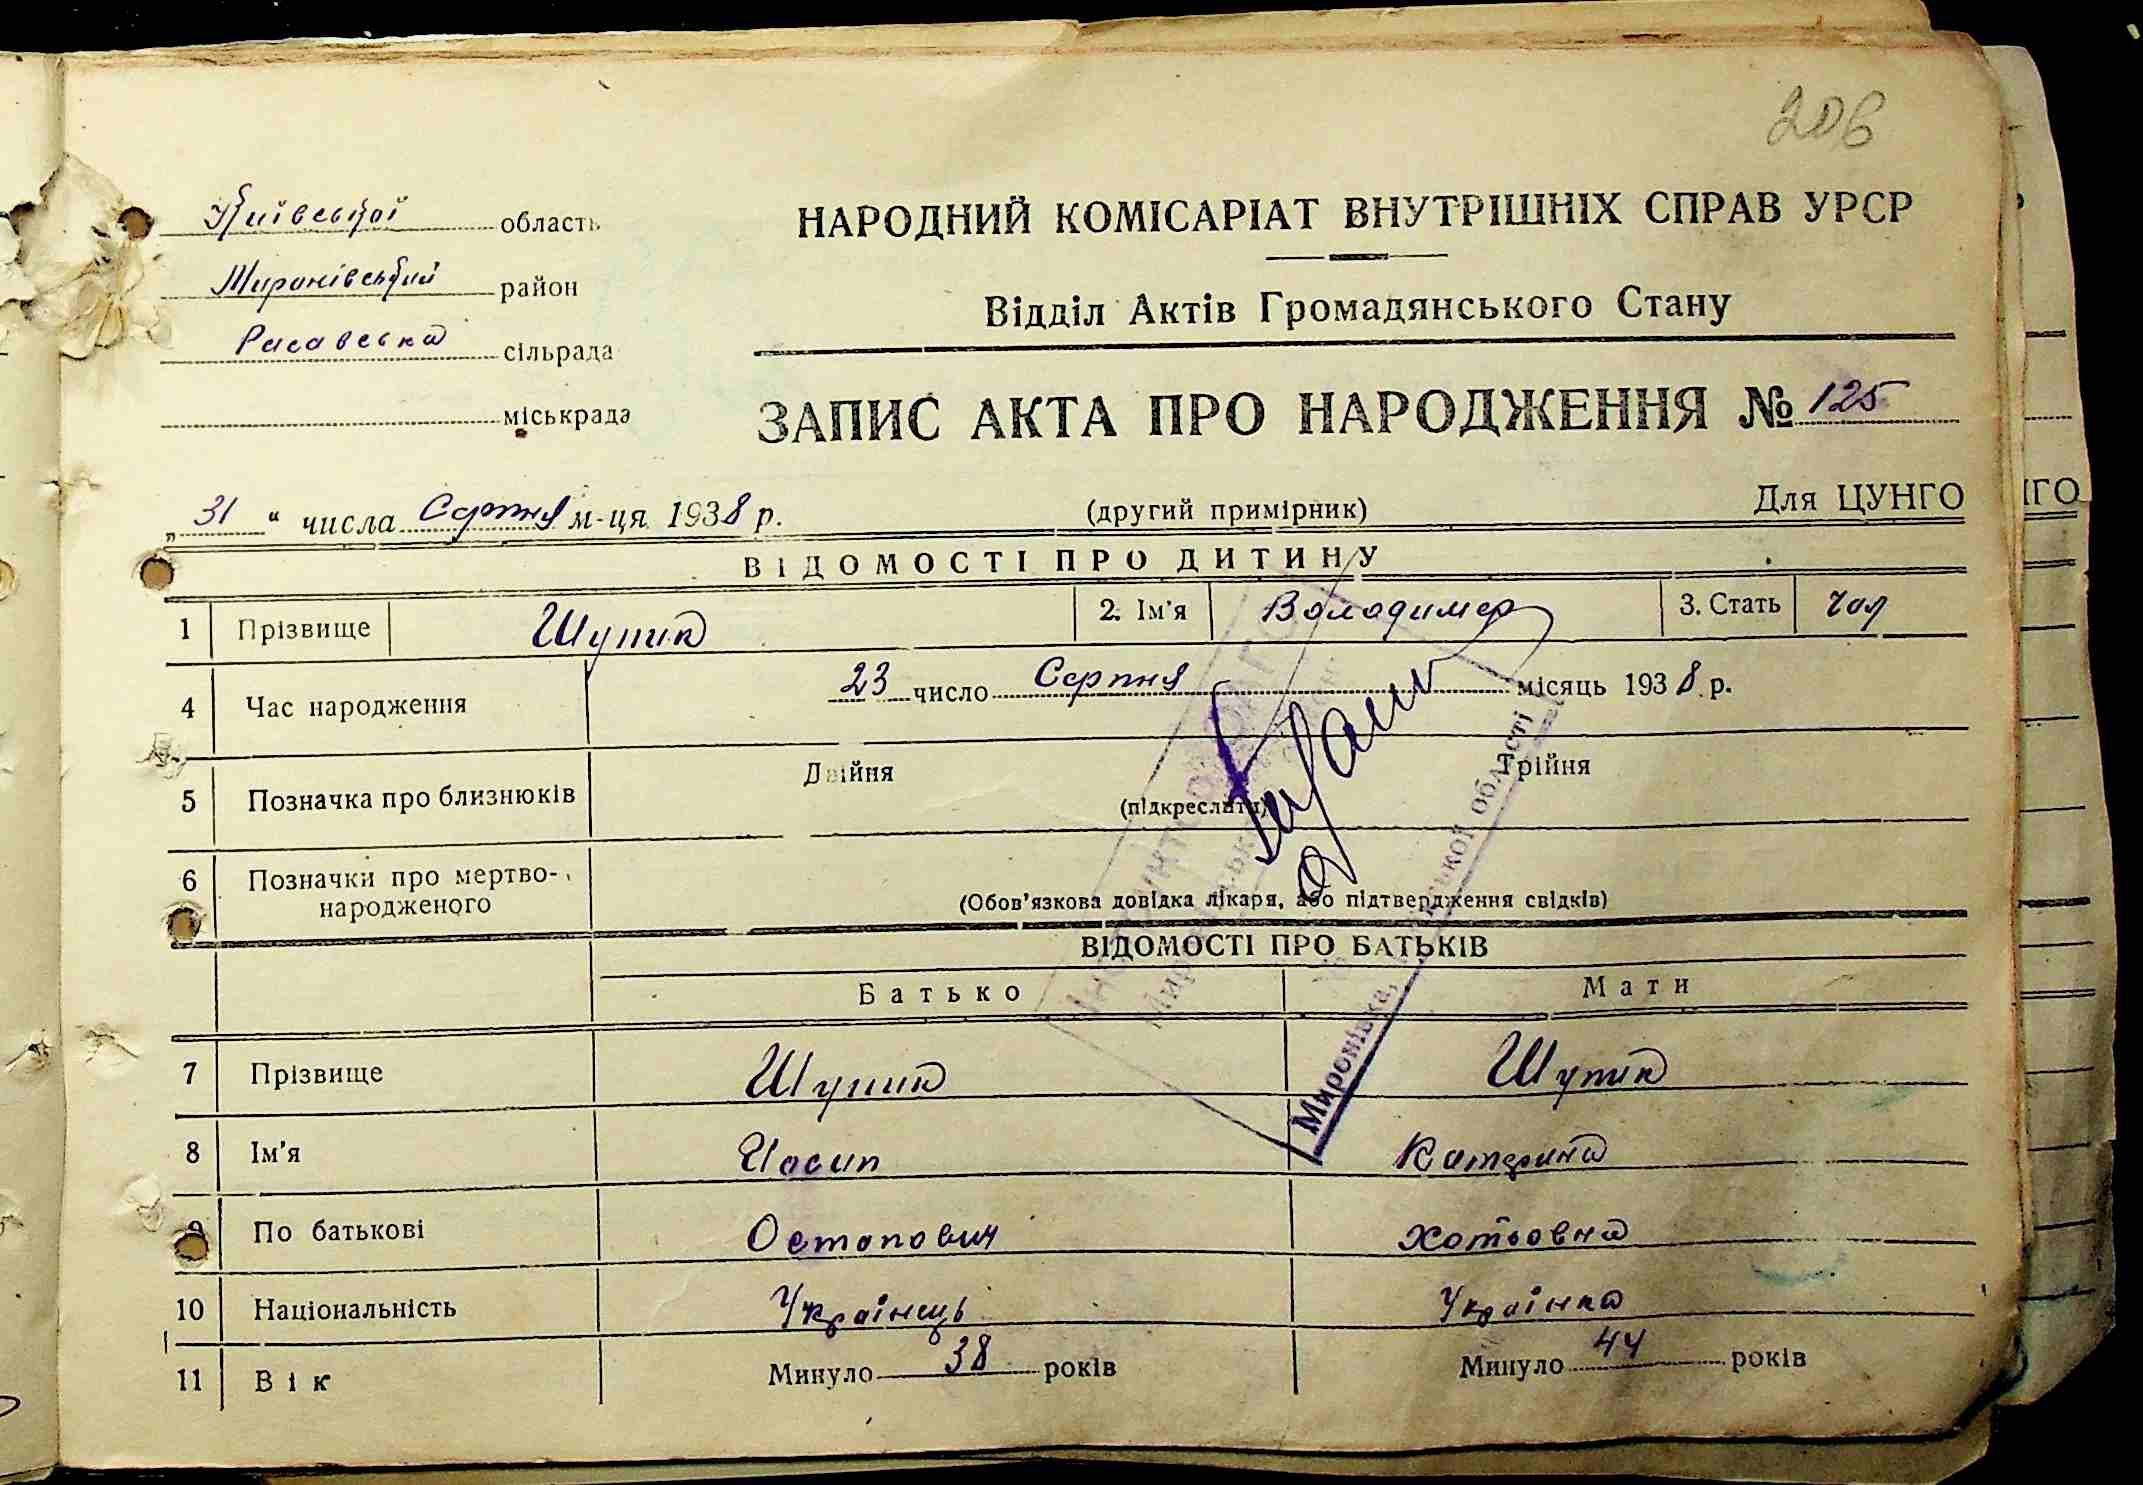 206
Київської область
НАРОДНИЙ КОМІСАРІАТ ВНУТРІШНІХ СПРАВ УРСР
Миронівський район
Відділ Актів Громадянського Стану
Расавська сільрада
міськрада
ЗАПИС АКТА ПРО НАРОДЖЕННЯ № 125
„31“ числа Серпня м-ця 1938 р.
(другий примірник)
Для ЦУНГО
ВІДОМОСТІ ПРО ДИТИНУ
1 Прізвище Шупик 2. Ім'я Володимер 3. Стать чол
4 Час народження 23 число Серпня місяць 1938 р.
5 Позначка про близнюків Двійня Трійня
(підкреслити)
6 Позначки про мертво-
народженого
(Обов'язкова довідка лікаря, або підтвердження свідків)
ВІДОМОСТІ ПРО БАТЬКІВ
Батько Мати
7 Прізвище Шупик Шупик
8 Ім'я Йосип Катерина
9 По батькові Остапович Хотьовна
10 Національність Українець Українка
11 Вік Минуло 38 років Минуло 44 років
Миронівка, області